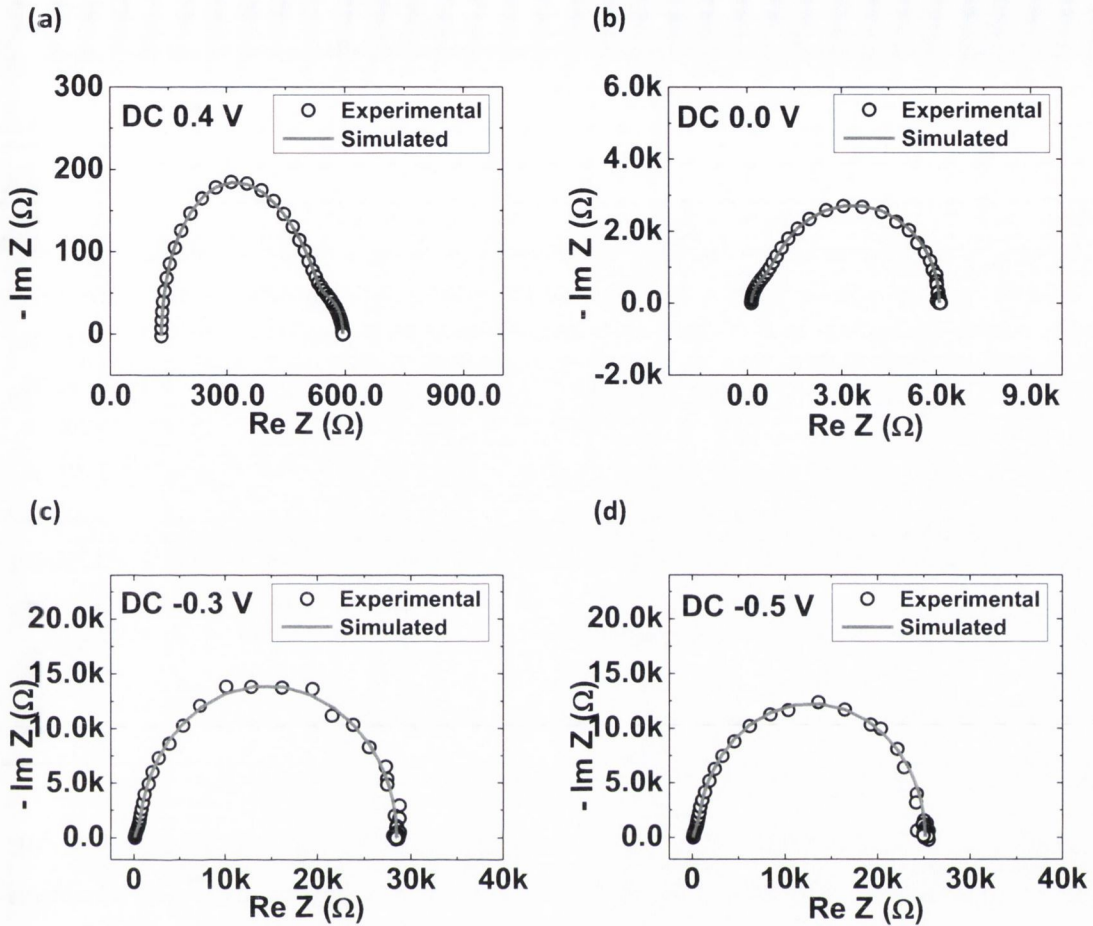 (a)
DC 0.4 V
Experimental
Simulated
300
200
100
0
- Im Z (Ω)
0.0 300.0 600.0 900.0
Re Z (Ω)
(b)
DC 0.0 V
Experimental
Simulated
6.0k
4.0k
2.0k
0.0
-2.0k
- Im Z (Ω)
0.0 3.0k 6.0k 9.0k
Re Z (Ω)
(c)
DC -0.3 V
Experimental
Simulated
20.0k
15.0k
10.0k
5.0k
0.0
- Im Z (Ω)
0 10k 20k 30k 40k
Re Z (Ω)
(d)
DC -0.5 V
Experimental
Simulated
20.0k
15.0k
10.0k
5.0k
0.0
- Im Z (Ω)
0 10k 20k 30k 40k
Re Z (Ω)